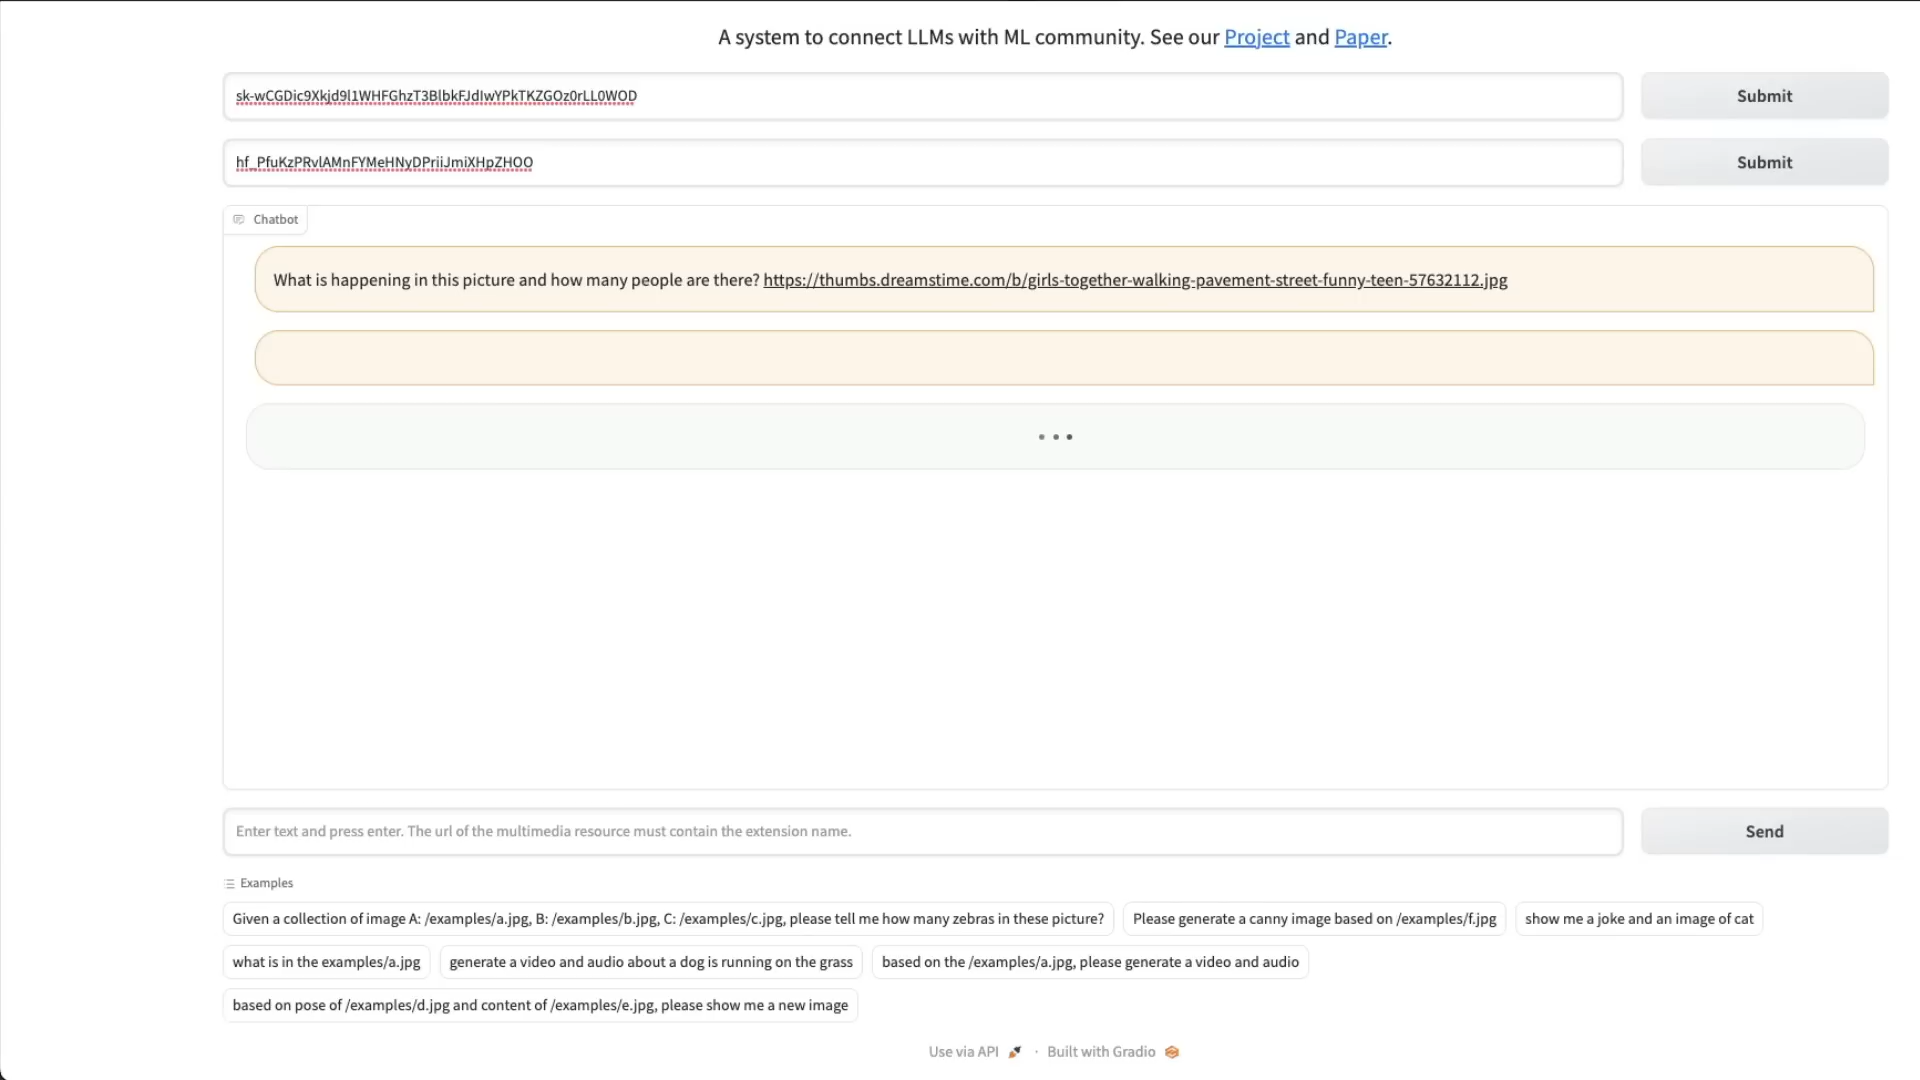 A system to connect LLMs with ML community. See our Project and Paper.
Submit
Submit
Chatbot
What is happening in this picture and how many people are there? https://thumbs.dreamstime.com/b/girls-together-walking-pavement-street-funny-teen-57632112.jpg
Enter text and press enter. The url of the multimedia resource must contain the extension name.
Send
Examples
Given a collection of image A: /examples/a.jpg, B: /examples/b.jpg, C: /examples/c.jpg, please tell me how many zebras in these picture?
Please generate a canny image based on /examples/f.jpg
show me a joke and an image of cat
what is in the examples/a.jpg
generate a video and audio about a dog is running on the grass
based on the /examples/a.jpg, please generate a video and audio
based on pose of /examples/d.jpg and content of /examples/e.jpg, please show me a new image
Use via API · Built with Gradio